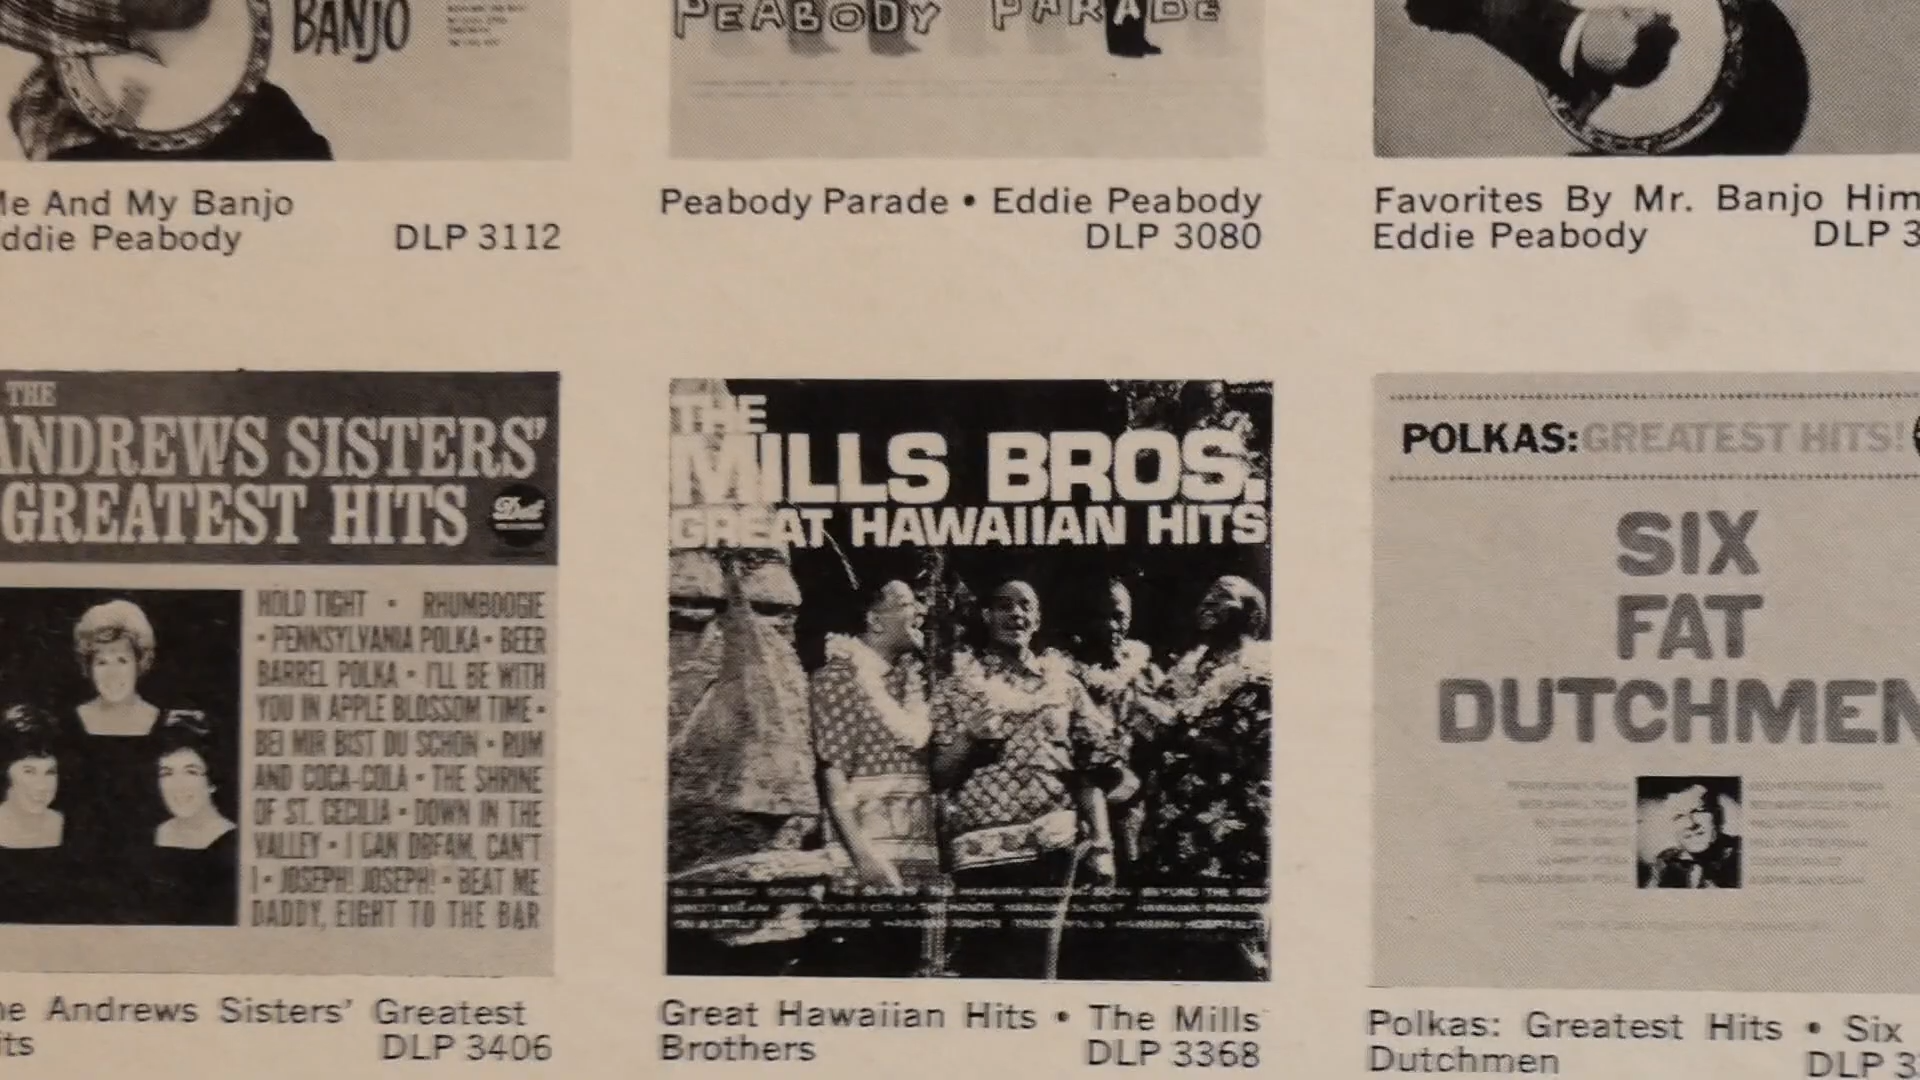 BANJO
PEABODY PARADE
Me And My Banjo
Eddie Peabody DLP 3112
Peabody Parade • Eddie Peabody
DLP 3080
Favorites By Mr. Banjo Him
Eddie Peabody DLP 3
THE
ANDREWS SISTERS'
GREATEST HITS
Dot
HOLD TIGHT • RHUMBOOGIE
• PENNSYLVANIA POLKA • BEER
BARREL POLKA • I'LL BE WITH
YOU IN APPLE BLOSSOM TIME •
BEI MIR BIST DU SCHON • RUM
AND COCA-COLA • THE SHRINE
OF ST. CECILIA • DOWN IN THE
VALLEY • I CAN DREAM, CAN'T
I • JOSEPH! JOSEPH! • BEAT ME
DADDY, EIGHT TO THE BAR
he Andrews Sisters' Greatest
its DLP 3406
THE
MILLS BROS.
GREAT HAWAIIAN HITS
Great Hawaiian Hits • The Mills
Brothers DLP 3368
POLKAS: GREATEST HITS!
SIX
FAT
DUTCHMEN
Polkas: Greatest Hits • Six
Dutchmen DLP 3